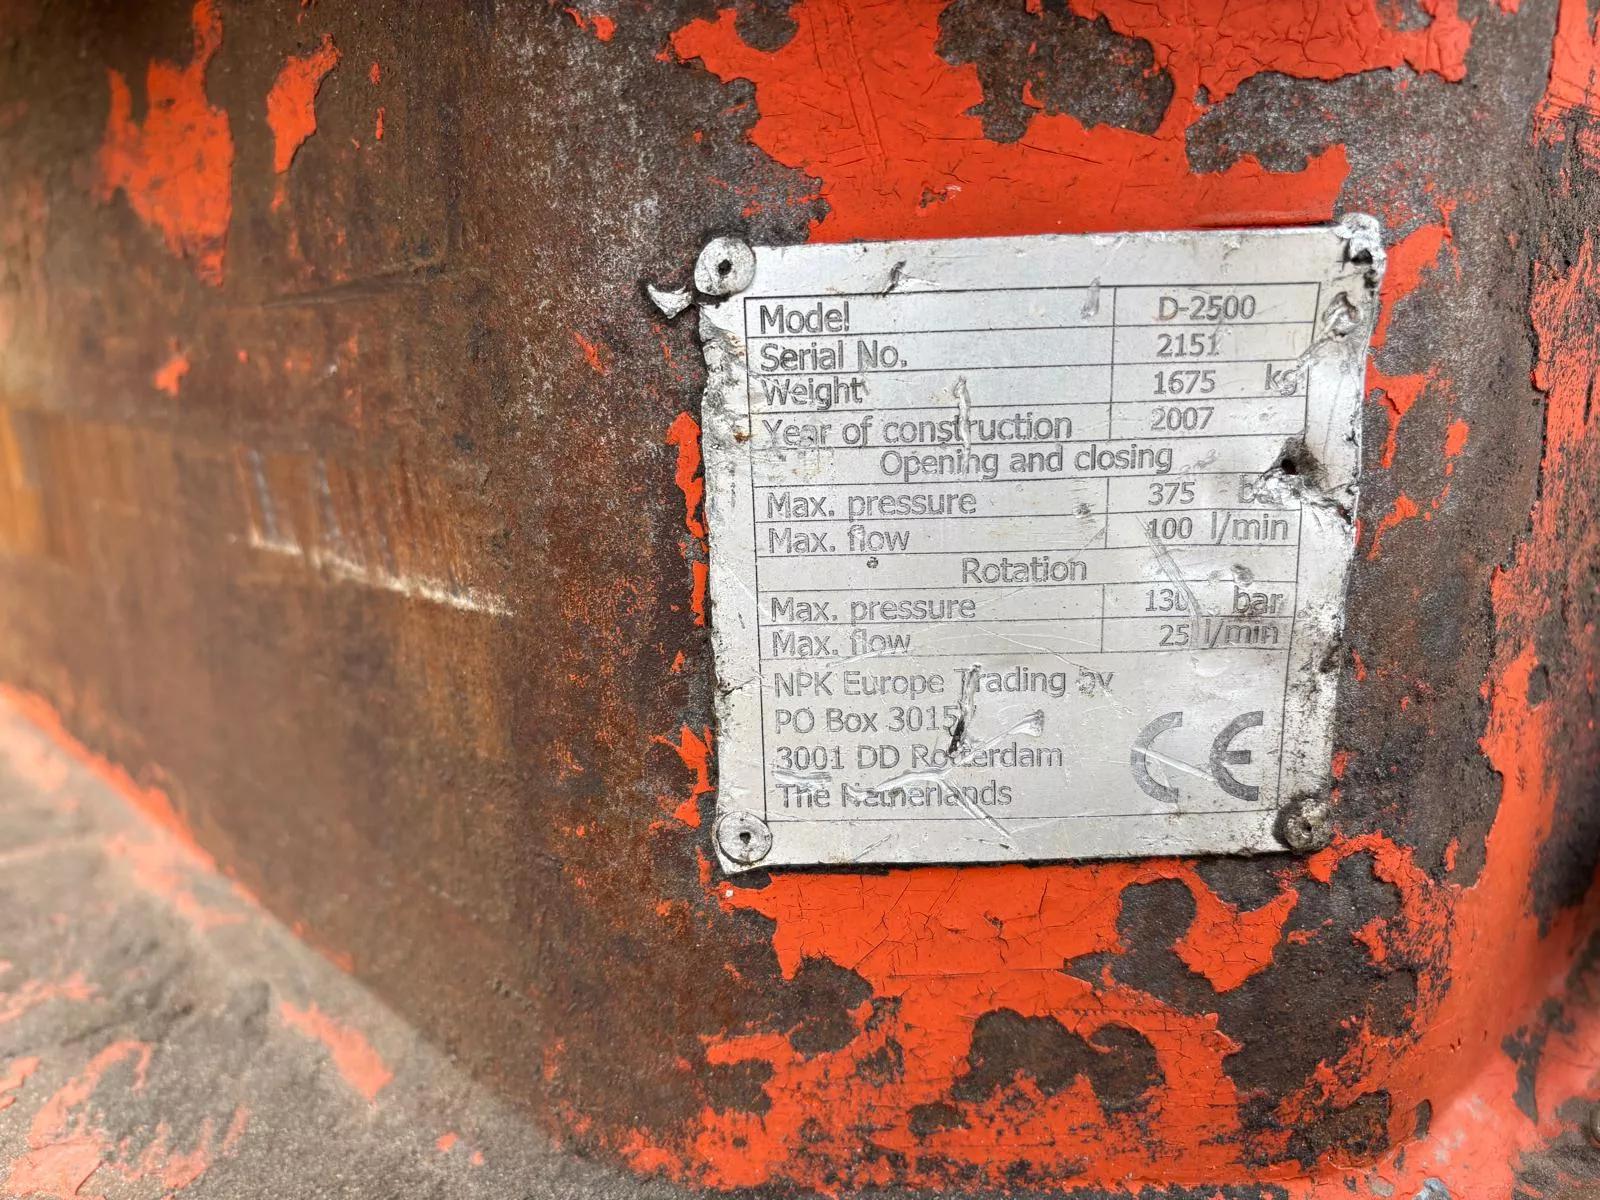 Model D-2500
Serial No. 2151
Weight 1675 kg
Year of construction 2007
Opening and closing
Max. pressure 375 bar
Max. flow 100 l/min
Rotation
Max. pressure 130 bar
Max. flow 25 l/min
NPK Europe Trading bv
PO Box 3015
3001 DD Rotterdam
The Netherlands
CE